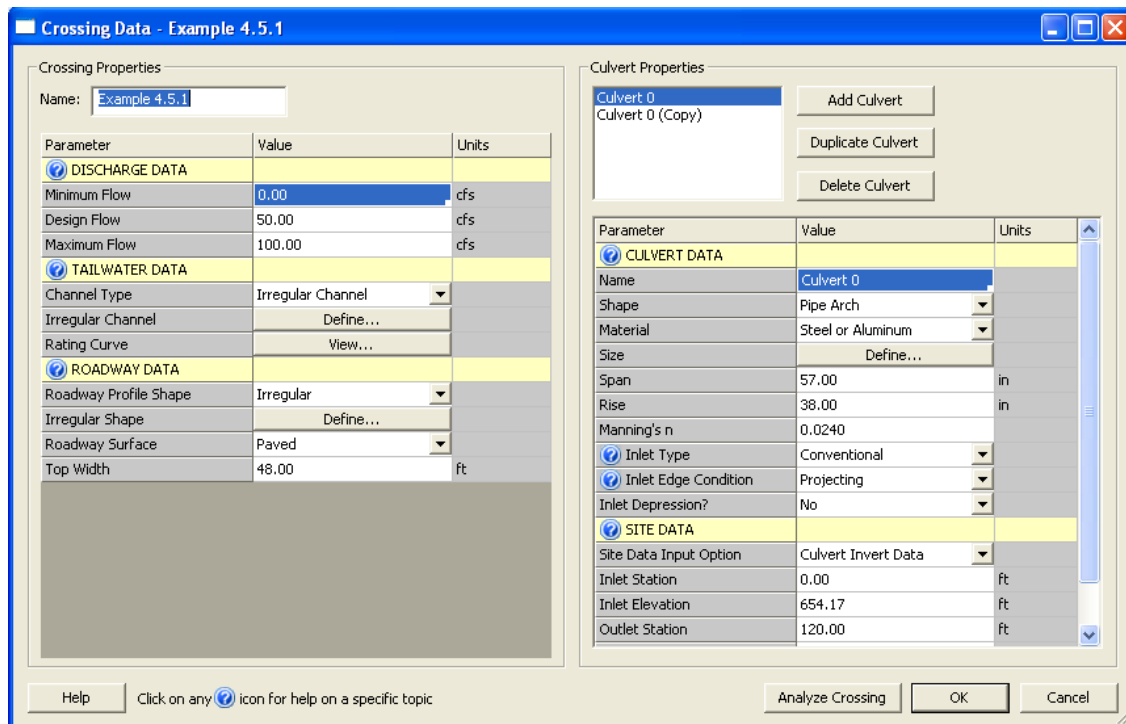 Crossing Data - Example 4.5.1
Crossing Properties
Name: Example 4.5.1
Parameter Value Units
DISCHARGE DATA
Minimum Flow 0.00 cfs
Design Flow 50.00 cfs
Maximum Flow 100.00 cfs
TAILWATER DATA
Channel Type Irregular Channel
Irregular Channel Define...
Rating Curve View...
ROADWAY DATA
Roadway Profile Shape Irregular
Irregular Shape Define...
Roadway Surface Paved
Top Width 48.00 ft
Culvert Properties
Culvert 0
Culvert 0 (Copy)
Add Culvert
Duplicate Culvert
Delete Culvert
Parameter Value Units
CULVERT DATA
Name Culvert 0
Shape Pipe Arch
Material Steel or Aluminum
Size Define...
Span 57.00 in
Rise 38.00 in
Manning's n 0.0240
Inlet Type Conventional
Inlet Edge Condition Projecting
Inlet Depression? No
SITE DATA
Site Data Input Option Culvert Invert Data
Inlet Station 0.00 ft
Inlet Elevation 654.17 ft
Outlet Station 120.00 ft
Help Click on any ? icon for help on a specific topic Analyze Crossing OK Cancel